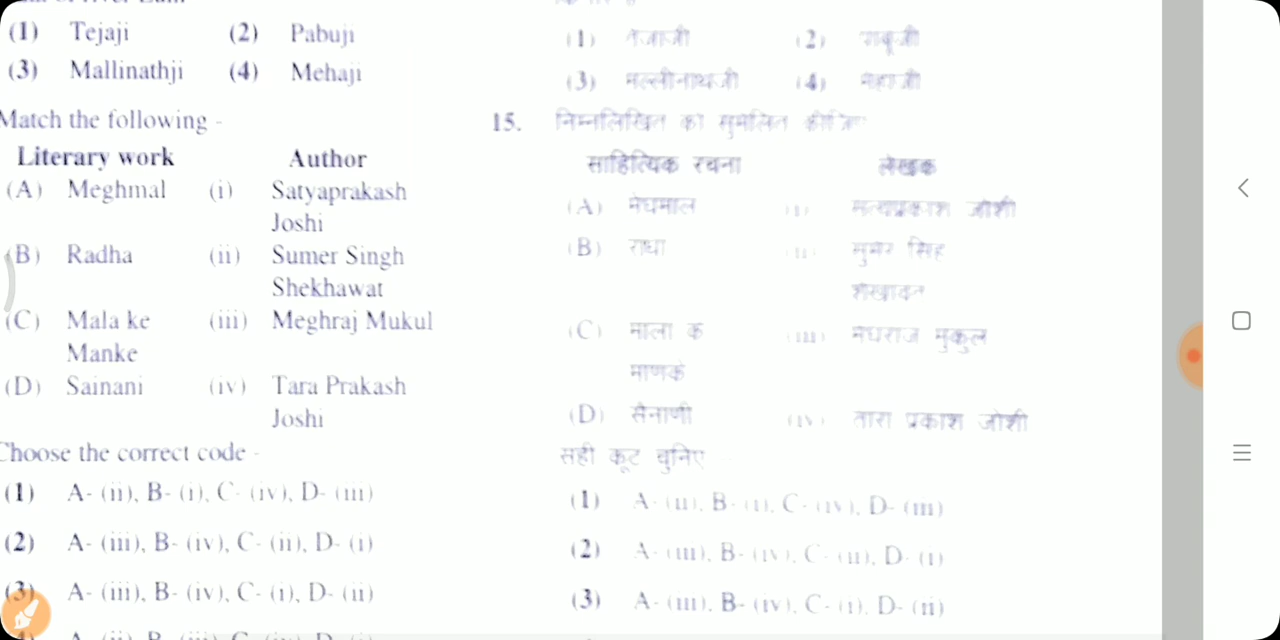 (1) Tejaji (2) Pabuji
(3) Mallinathji (4) Mehaji
Match the following -
Literary work Author
(A) Meghmal (i) Satyaprakash
Joshi
(B) Radha (ii) Sumer Singh
Shekhawat
(C) Mala ke (iii) Meghraj Mukul
Manke
(D) Sainani (iv) Tara Prakash
Joshi
Choose the correct code -
(1) A- (ii), B- (i), C- (iv), D- (iii)
(2) A- (iii), B- (iv), C- (ii), D- (i)
(3) A- (iii), B- (iv), C- (i), D- (ii)
(1) तेजाजी (2)
(3) मल्लीनाथजी (4)
15. निम्नलिखित को सुमेलित कीजिए
साहित्यिक रचना लेखक
(A) मेघमाल (i) सत्यप्रकाश जोशी
(B) राधा (ii) सुमेर सिंह
शेखावत
(C) माला के (iii) मेघराज मुकुल
माणके
(D) सैनाणी (iv) तारा प्रकाश जोशी
सही कूट चुनिए
(1) A- (ii), B- (i), C- (iv), D- (iii)
(2) A- (iii), B- (iv), C- (ii), D- (i)
(3) A- (iii), B- (iv), C- (i), D- (ii)